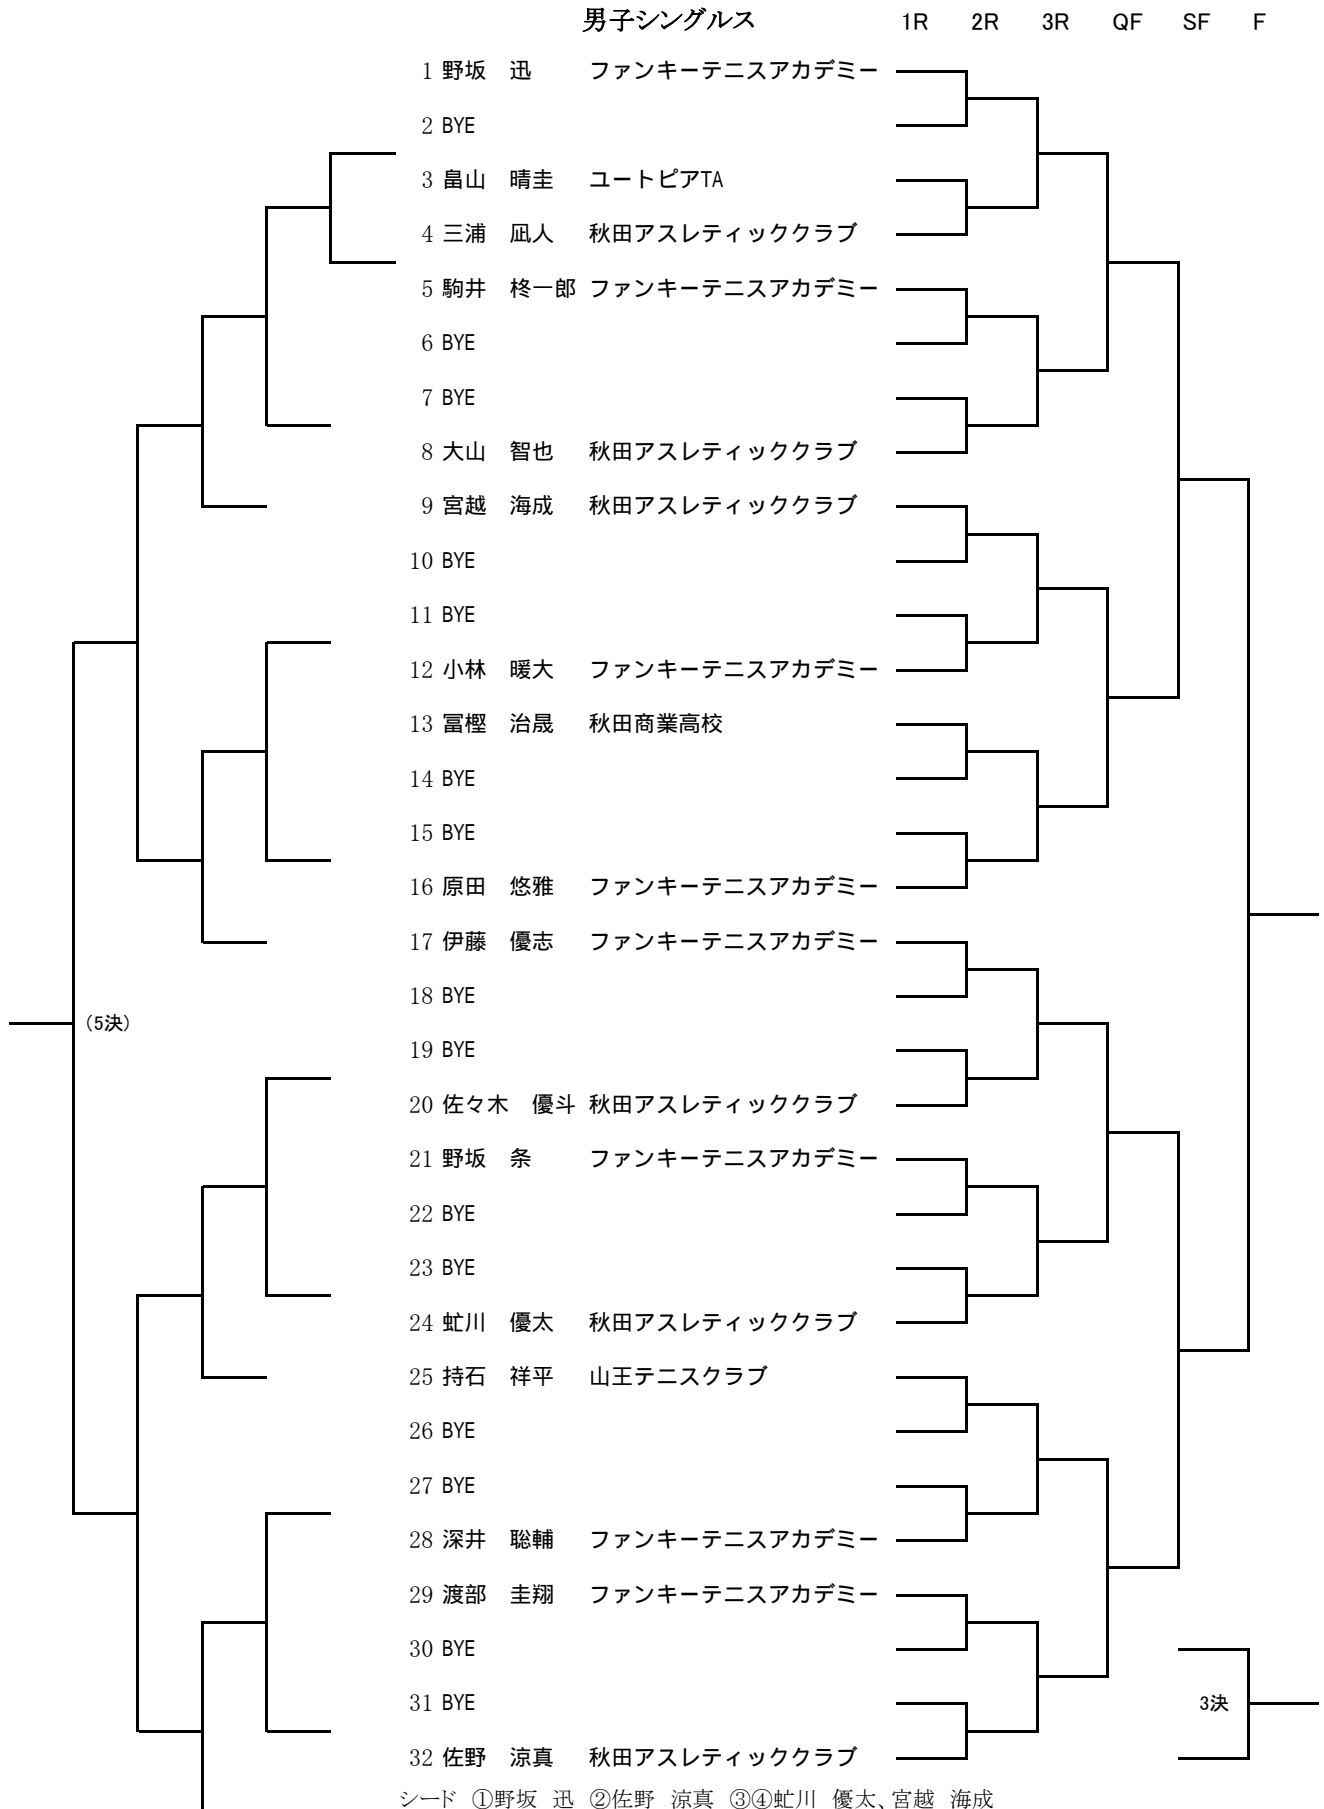 男子シングルス 1R 2R 3R QF SF F
1 野坂　迅 ファンキーテニスアカデミー
2 BYE
3 畠山　晴圭 ユートピアTA
4 三浦　凪人 秋田アスレティッククラブ
5 駒井　柊一郎 ファンキーテニスアカデミー
6 BYE
7 BYE
8 大山　智也 秋田アスレティッククラブ
9 宮越　海成 秋田アスレティッククラブ
10 BYE
11 BYE
12 小林　暖大 ファンキーテニスアカデミー
13 冨樫　治晟 秋田商業高校
14 BYE
15 BYE
16 原田　悠雅 ファンキーテニスアカデミー
17 伊藤　優志 ファンキーテニスアカデミー
18 BYE
（5決）
19 BYE
20 佐々木　優斗 秋田アスレティッククラブ
21 野坂　条 ファンキーテニスアカデミー
22 BYE
23 BYE
24 虻川　優太 秋田アスレティッククラブ
25 持石　祥平 山王テニスクラブ
26 BYE
27 BYE
28 深井　聡輔 ファンキーテニスアカデミー
29 渡部　圭翔 ファンキーテニスアカデミー
30 BYE
31 BYE 3決
32 佐野　涼真 秋田アスレティッククラブ
シード　①野坂　迅　②佐野　涼真　③④虻川　優太、宮越　海成